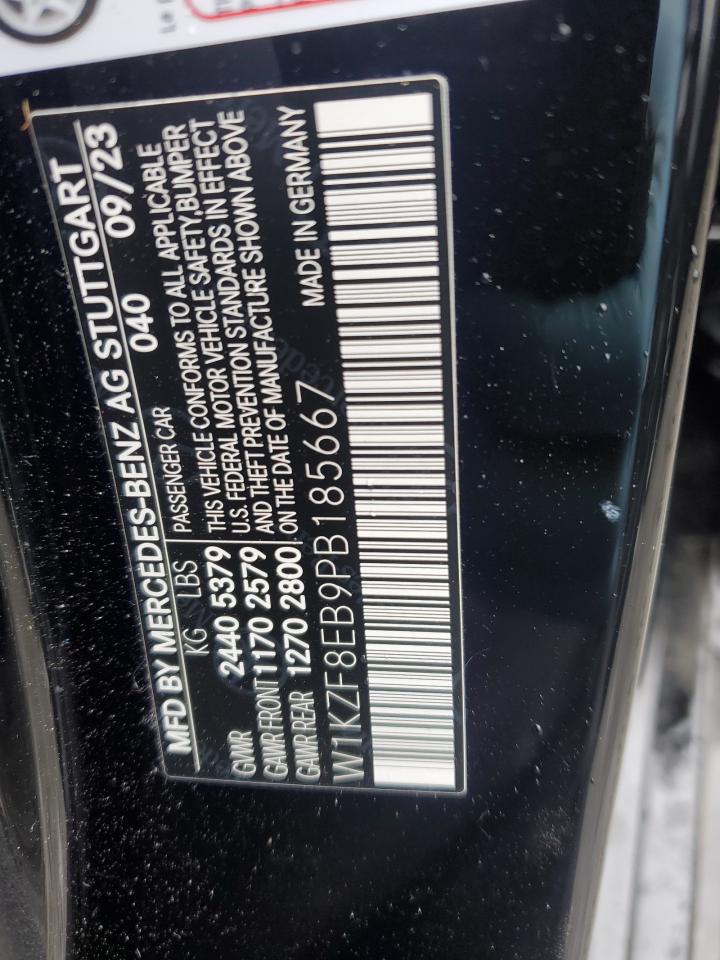 MFD BY MERCEDES-BENZ AG STUTTGART
KG LBS 040 09/23
GWR 2440 5379 PASSENGER CAR
GAWR FRONT 1170 2579 THIS VEHICLE CONFORMS TO ALL APPLICABLE
GAWR REAR 1270 2800 U.S. FEDERAL MOTOR VEHICLE SAFETY,BUMPER
AND THEFT PREVENTION STANDARDS IN EFFECT
ON THE DATE OF MANUFACTURE SHOWN ABOVE
W1KZF8EB9PB185667 MADE IN GERMANY
Le